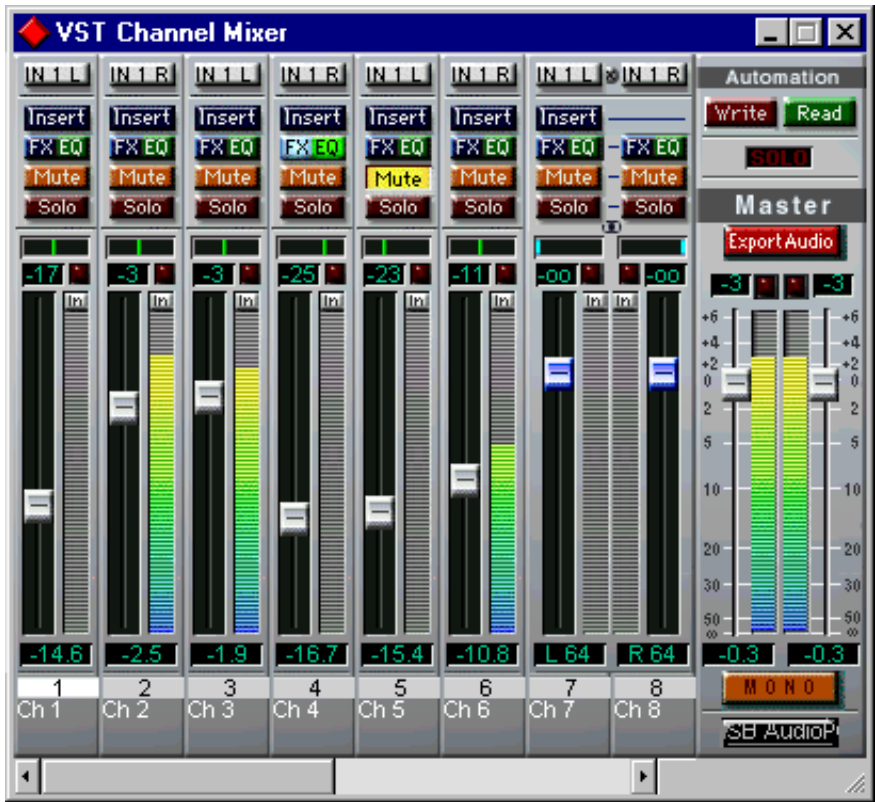 VST Channel Mixer
IN 1 L IN 1 R IN 1 L IN 1 R IN 1 L IN 1 R IN 1 L IN 1 R Automation
Insert Insert Insert Insert Insert Insert Insert Write Read
FX EQ FX EQ FX EQ FX EQ FX EQ FX EQ FX EQ FX EQ
Mute Mute Mute Mute Mute Mute Mute Mute SOLO
Solo Solo Solo Solo Solo Solo Solo Solo Master
Export Audio
-17 -3 -3 -25 -23 -11 -oo -oo -3 -3
In In In In In In In In
+6 +6
+4 +4
+2 +2
0 0
2 2
5 5
10 10
20 20
30 30
50 50
∞ ∞
-14.6 -2.5 -1.9 -16.7 -15.4 -10.8 L 64 R 64 -0.3 -0.3
1 2 3 4 5 6 7 8 MONO
Ch 1 Ch 2 Ch 3 Ch 4 Ch 5 Ch 6 Ch 7 Ch 8
SB AudioP